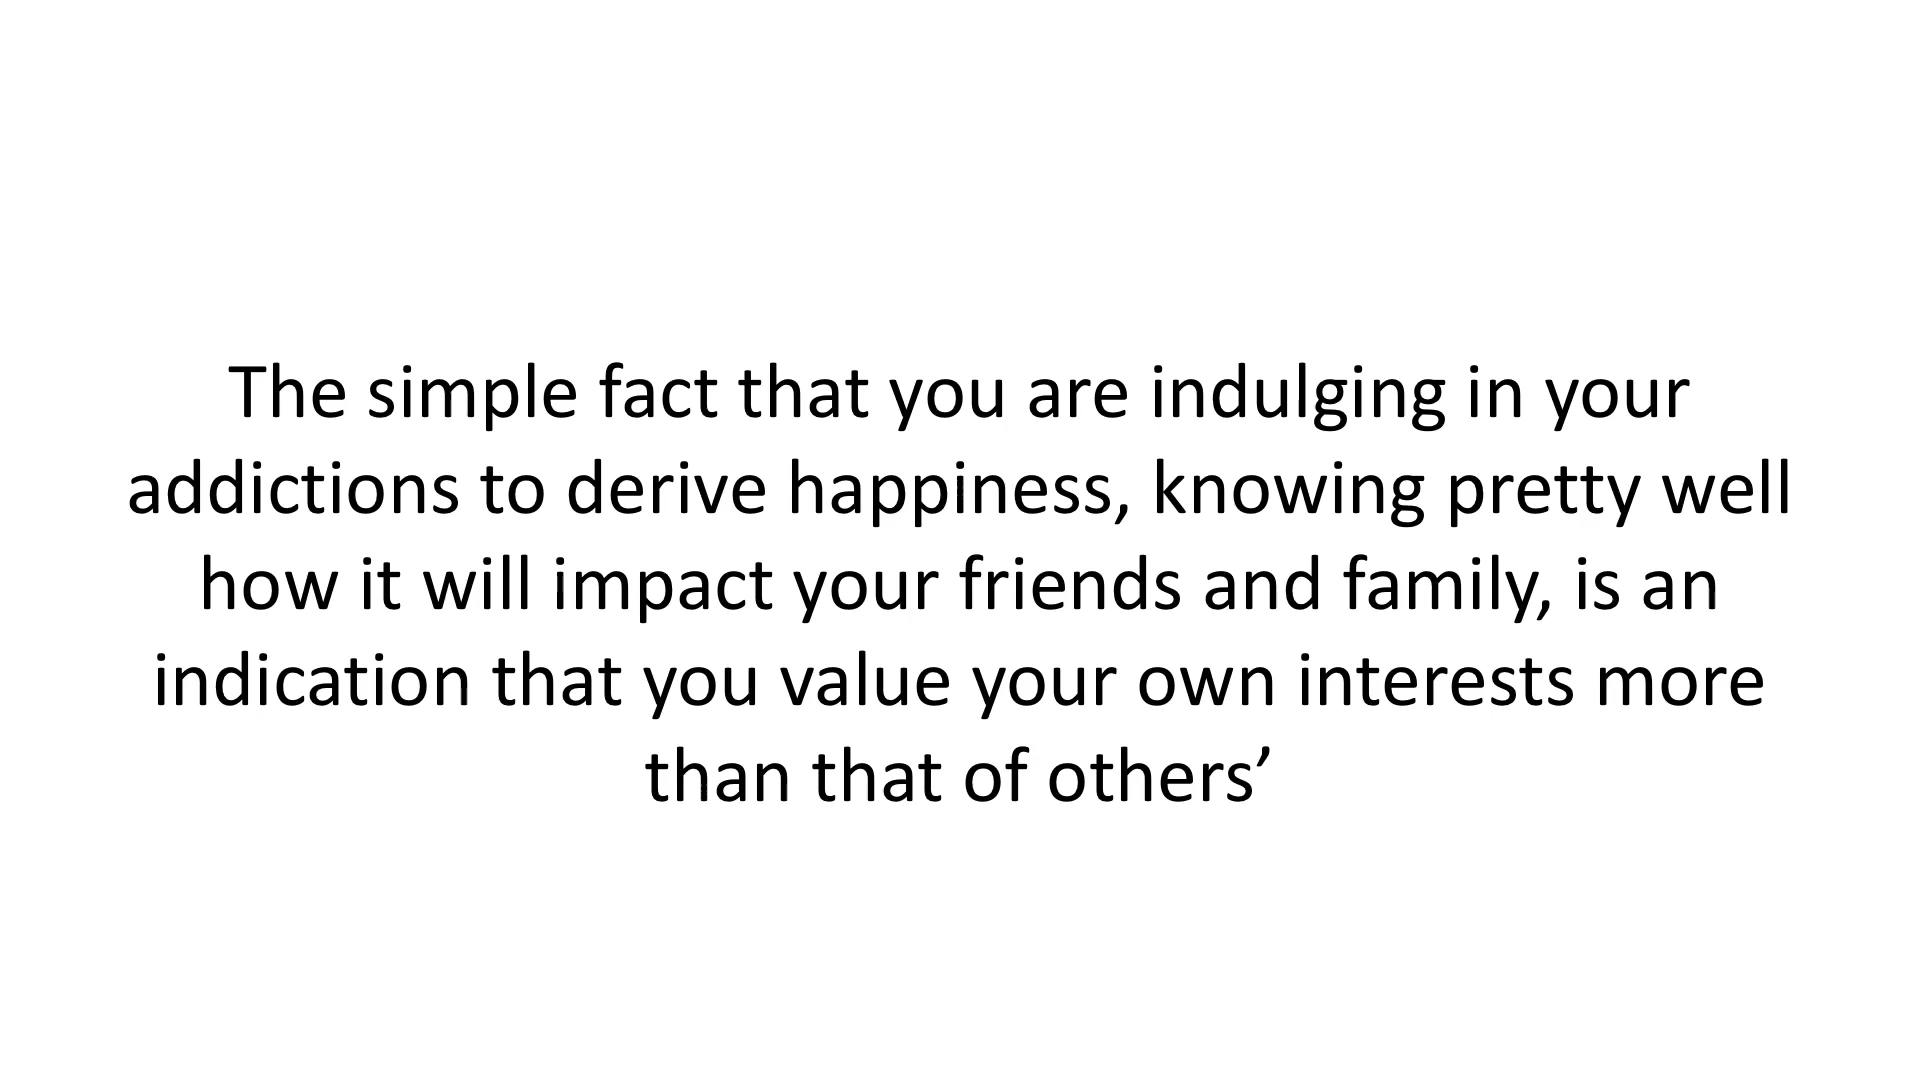 The simple fact that you are indulging in your
addictions to derive happiness, knowing pretty well
how it will impact your friends and family, is an
indication that you value your own interests more
than that of others’